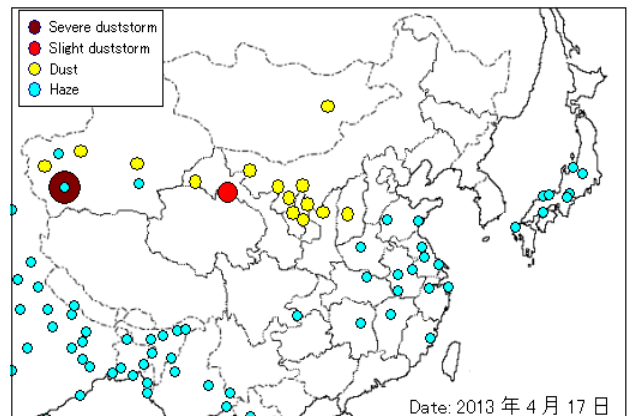 Severe duststorm
Slight duststorm
Dust
Haze
Date: 2013 年 4 月 17 日